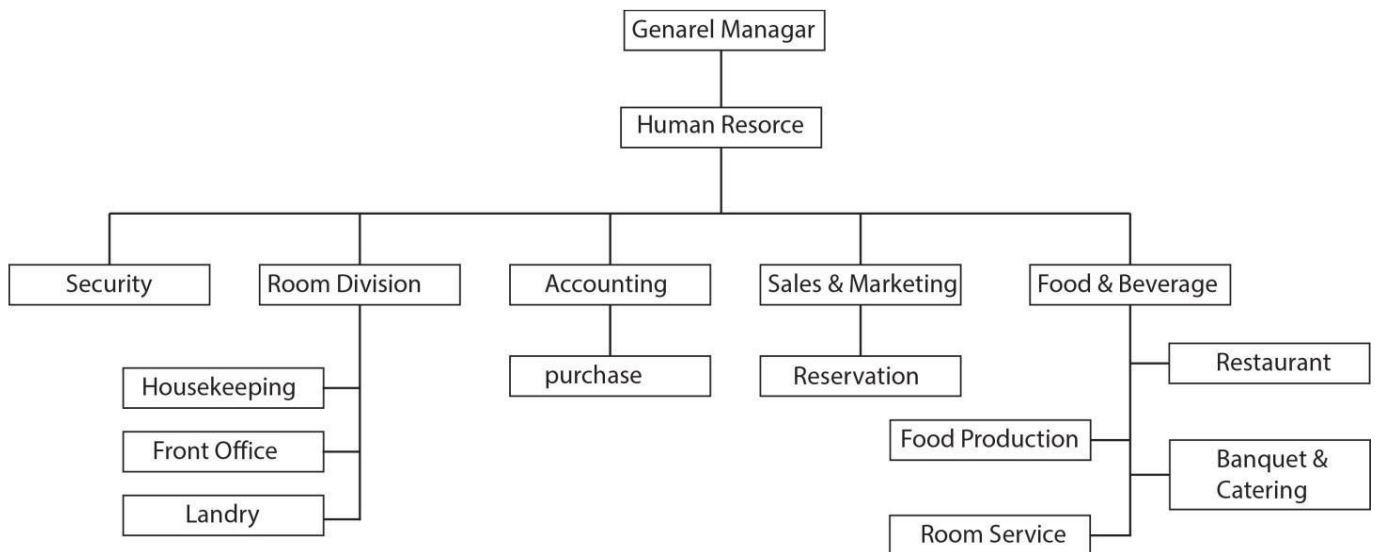 Genarel Managar
Human Resorce
Security
Room Division
Accounting
Sales & Marketing
Food & Beverage
Housekeeping
Front Office
Landry
purchase
Reservation
Restaurant
Food Production
Banquet &
Catering
Room Service